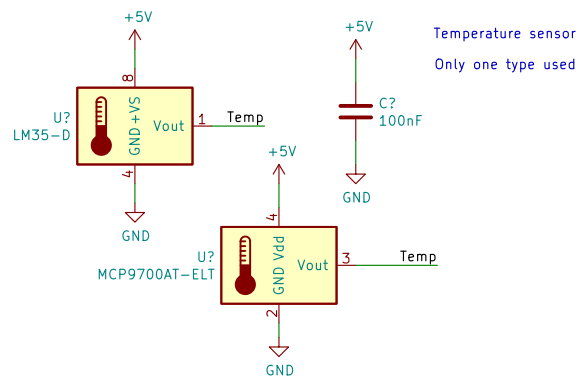 +5V
8
U?
LM35-D
GND +VS
Vout
1
Temp
4
GND
+5V
C?
100nF
GND
Temperature sensor
Only one type used
+5V
4
U?
MCP9700AT-ELT
GND Vdd
Vout
3
Temp
2
GND